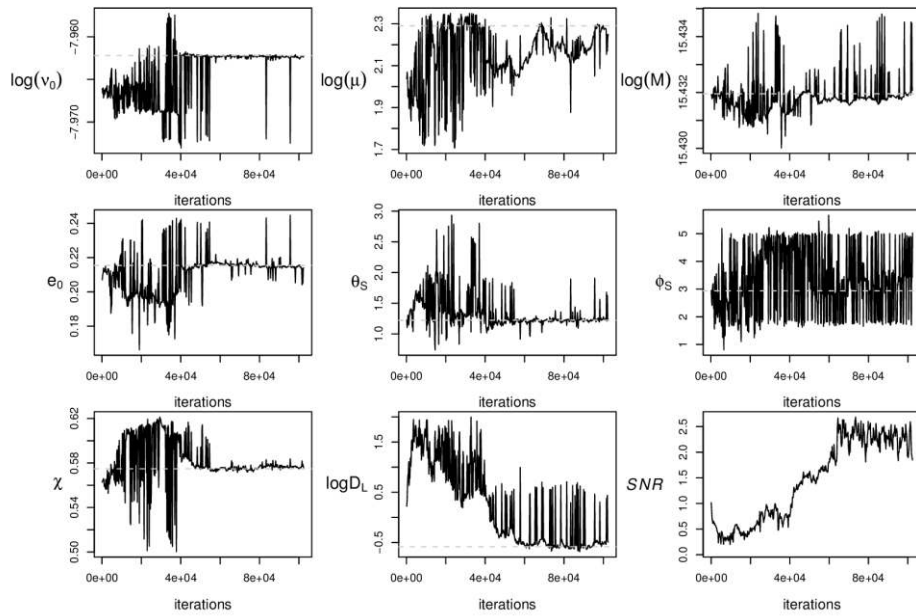 log(ν₀)
−7.970
−7.960
0e+00 4e+04 8e+04
iterations
log(μ)
1.7 1.9 2.1 2.3
0e+00 4e+04 8e+04
iterations
log(M)
15.430 15.432 15.434
0e+00 4e+04 8e+04
iterations
e₀
0.18 0.20 0.22 0.24
0e+00 4e+04 8e+04
iterations
θS
1.0 1.5 2.0 2.5 3.0
0e+00 4e+04 8e+04
iterations
ϕS
1 2 3 4 5
0e+00 4e+04 8e+04
iterations
χ
0.50 0.54 0.58 0.62
0e+00 4e+04 8e+04
iterations
logDL
−0.5 0.5 1.5
0e+00 4e+04 8e+04
iterations
SNR
0.0 0.5 1.0 1.5 2.0 2.5
0e+00 4e+04 8e+04
iterations